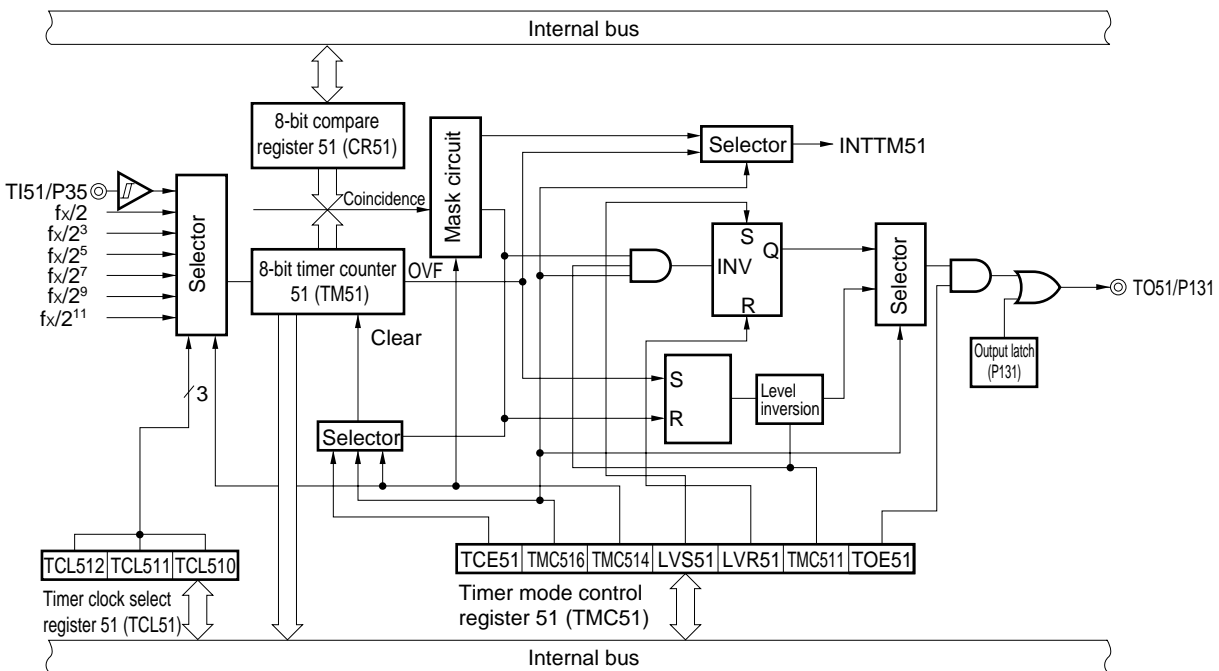 Internal bus
8-bit compare
register 51 (CR51)
Mask circuit
Selector
INTTM51
TI51/P35
fx/2
fx/2³
fx/2⁵
fx/2⁷
fx/2⁹
fx/2¹¹
Selector
Coincidence
8-bit timer counter
51 (TM51)
OVF
Clear
S
INV
Q
R
Selector
TO51/P131
Output latch
(P131)
S
R
Level
inversion
3
Selector
TCL512 TCL511 TCL510
Timer clock select
register 51 (TCL51)
TCE51 TMC516 TMC514 LVS51 LVR51 TMC511 TOE51
Timer mode control
register 51 (TMC51)
Internal bus